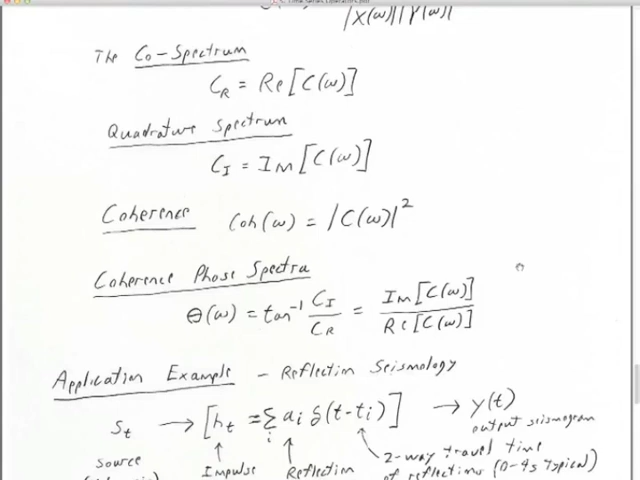 |X(ω)||Y(ω)|
The Co-Spectrum
C_R = Re[C(ω)]
Quadrature Spectrum
C_I = Im[C(ω)]
Coherence Coh(ω) = |C(ω)|²
Coherence Phase Spectra
Θ(ω) = tan⁻¹ C_I/C_R = Im[C(ω)]/Re[C(ω)]
Application Example - Reflection Seismology
S_t → [h_t = Σ_i a_i δ(t-t_i)] → y(t)
output seismogram
2-way travel time
of reflections (0-4s typical)
source Impulse Reflection